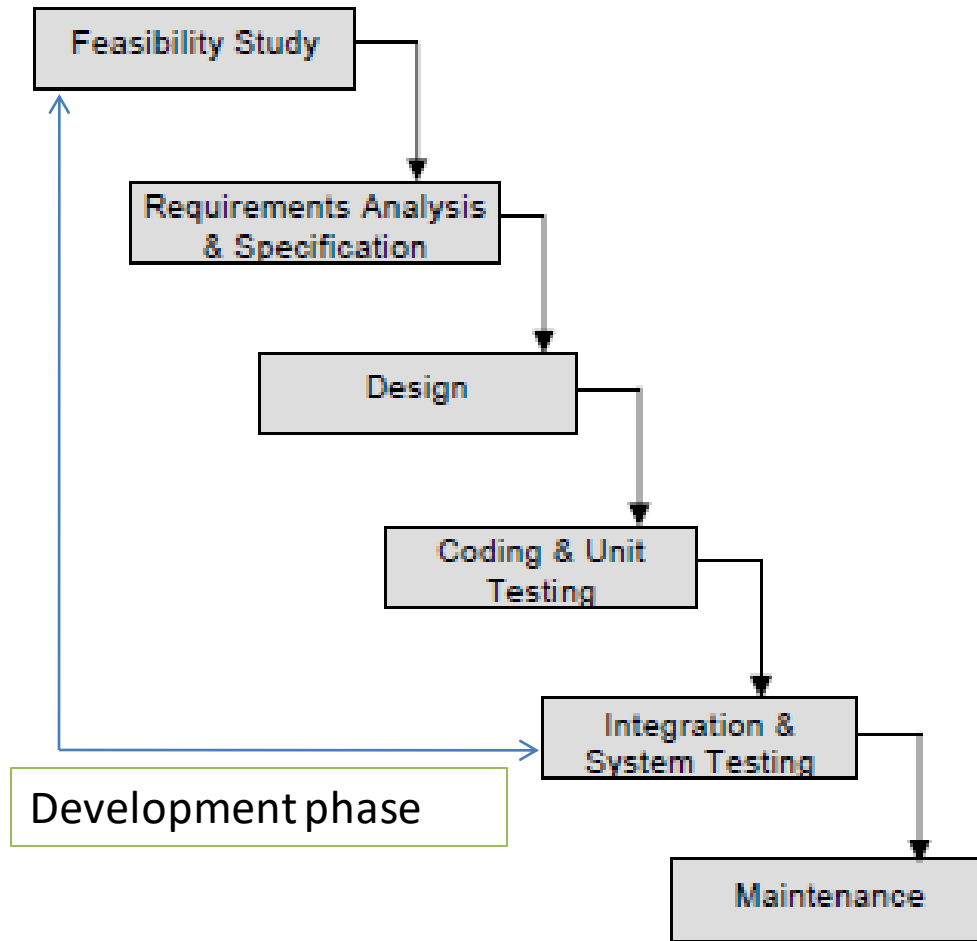 Feasibility Study
Requirements Analysis
& Specification
Design
Coding & Unit
Testing
Integration &
System Testing
Development phase
Maintenance